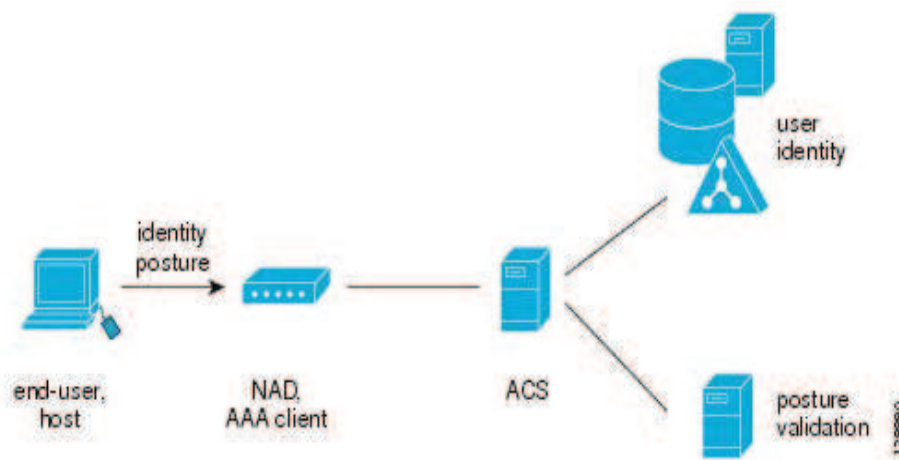 user
identity
identity
posture
end-user,
host
NAD,
AAA client
ACS
posture
validation